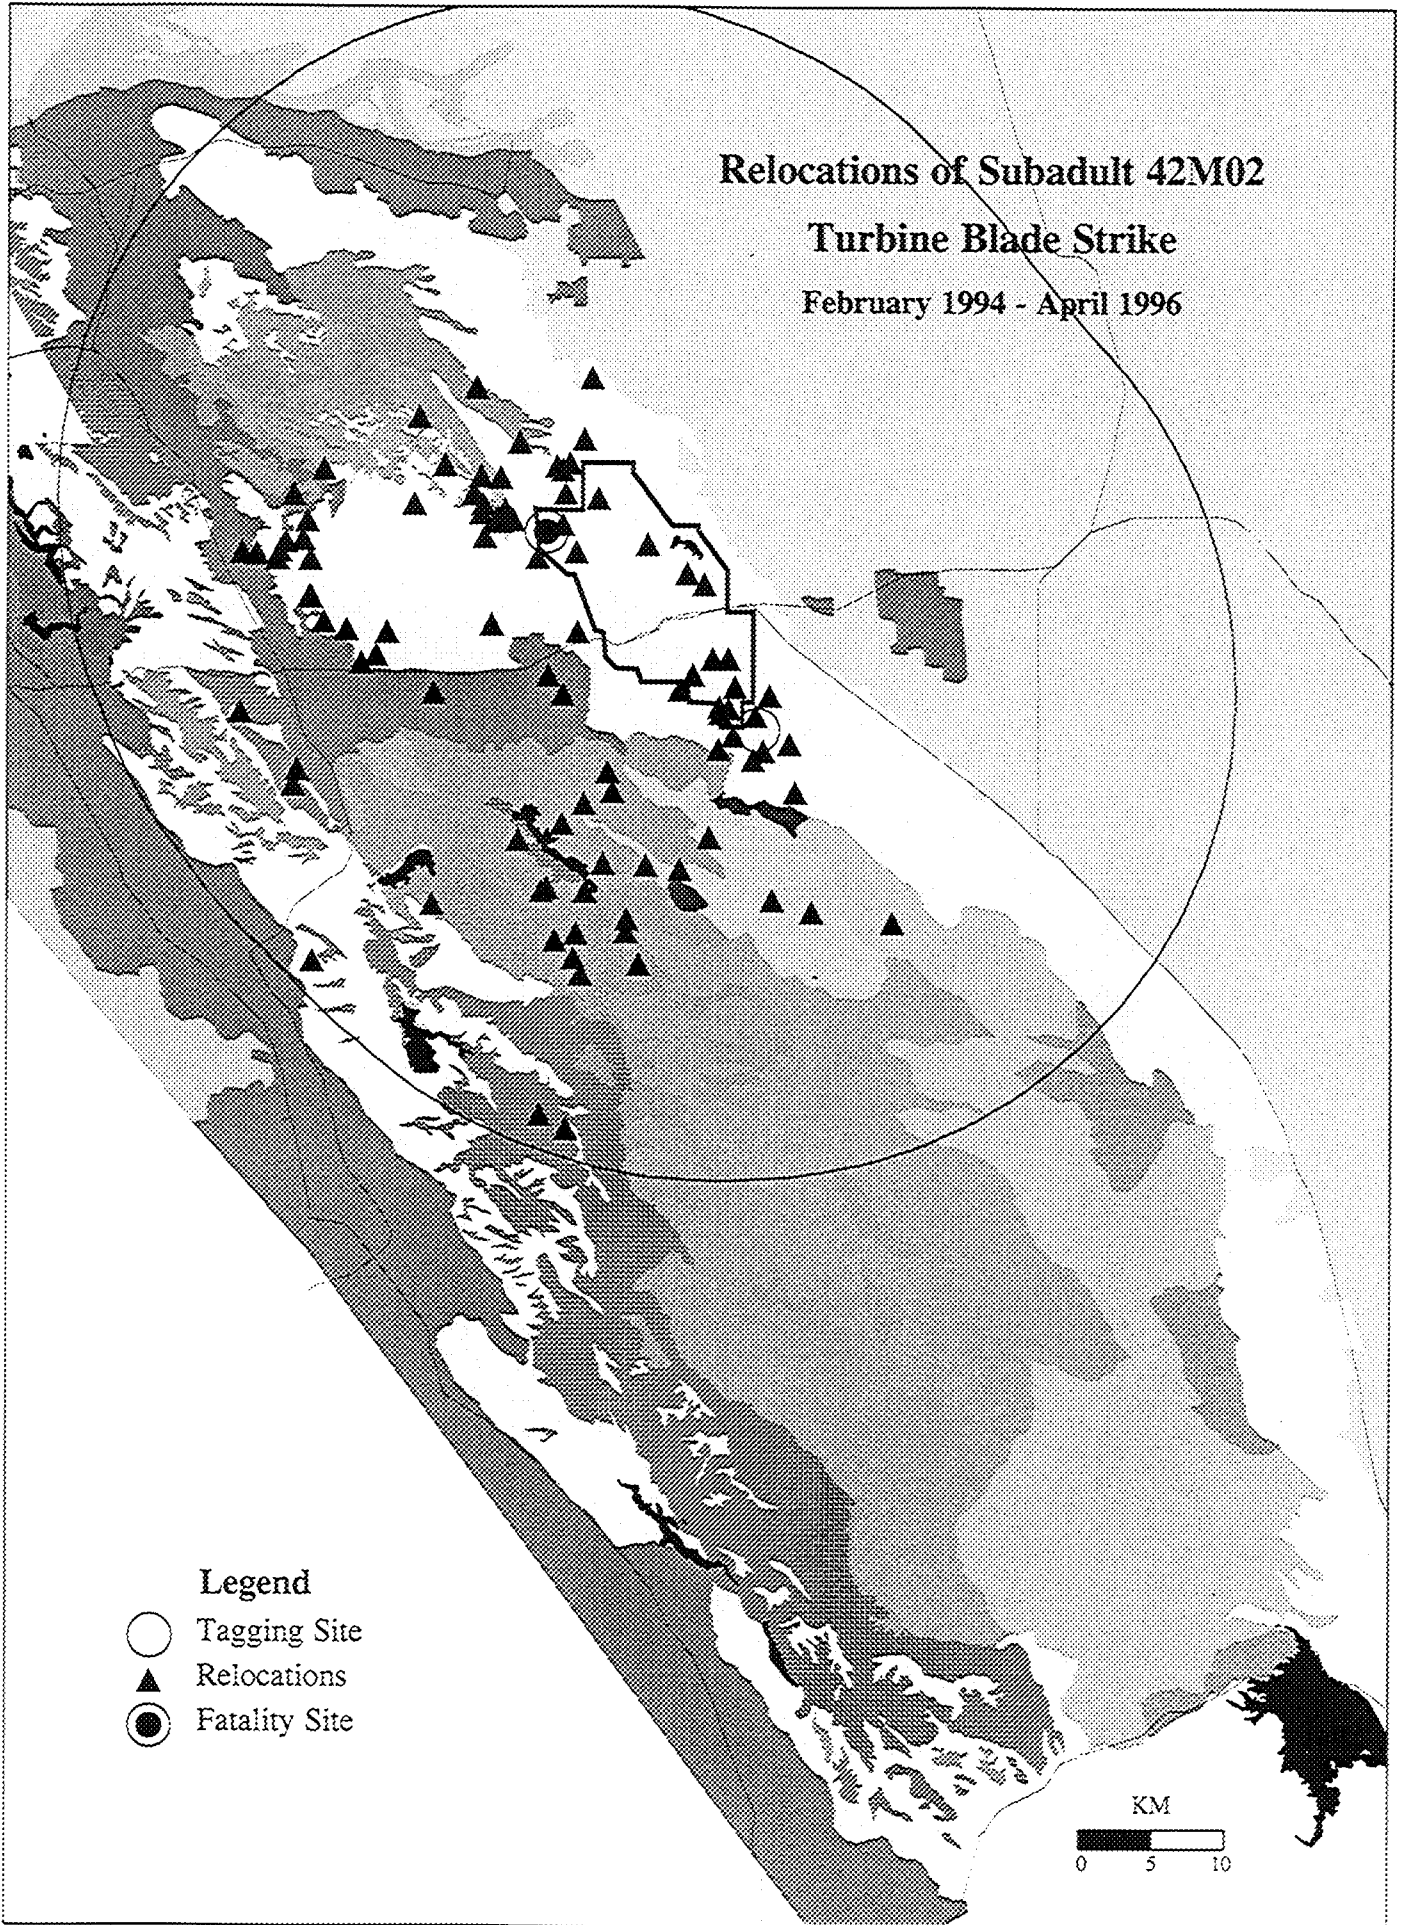 Relocations of Subadult 42M02
Turbine Blade Strike
February 1994 - April 1996
Legend
Tagging Site
Relocations
Fatality Site
KM
0 5 10